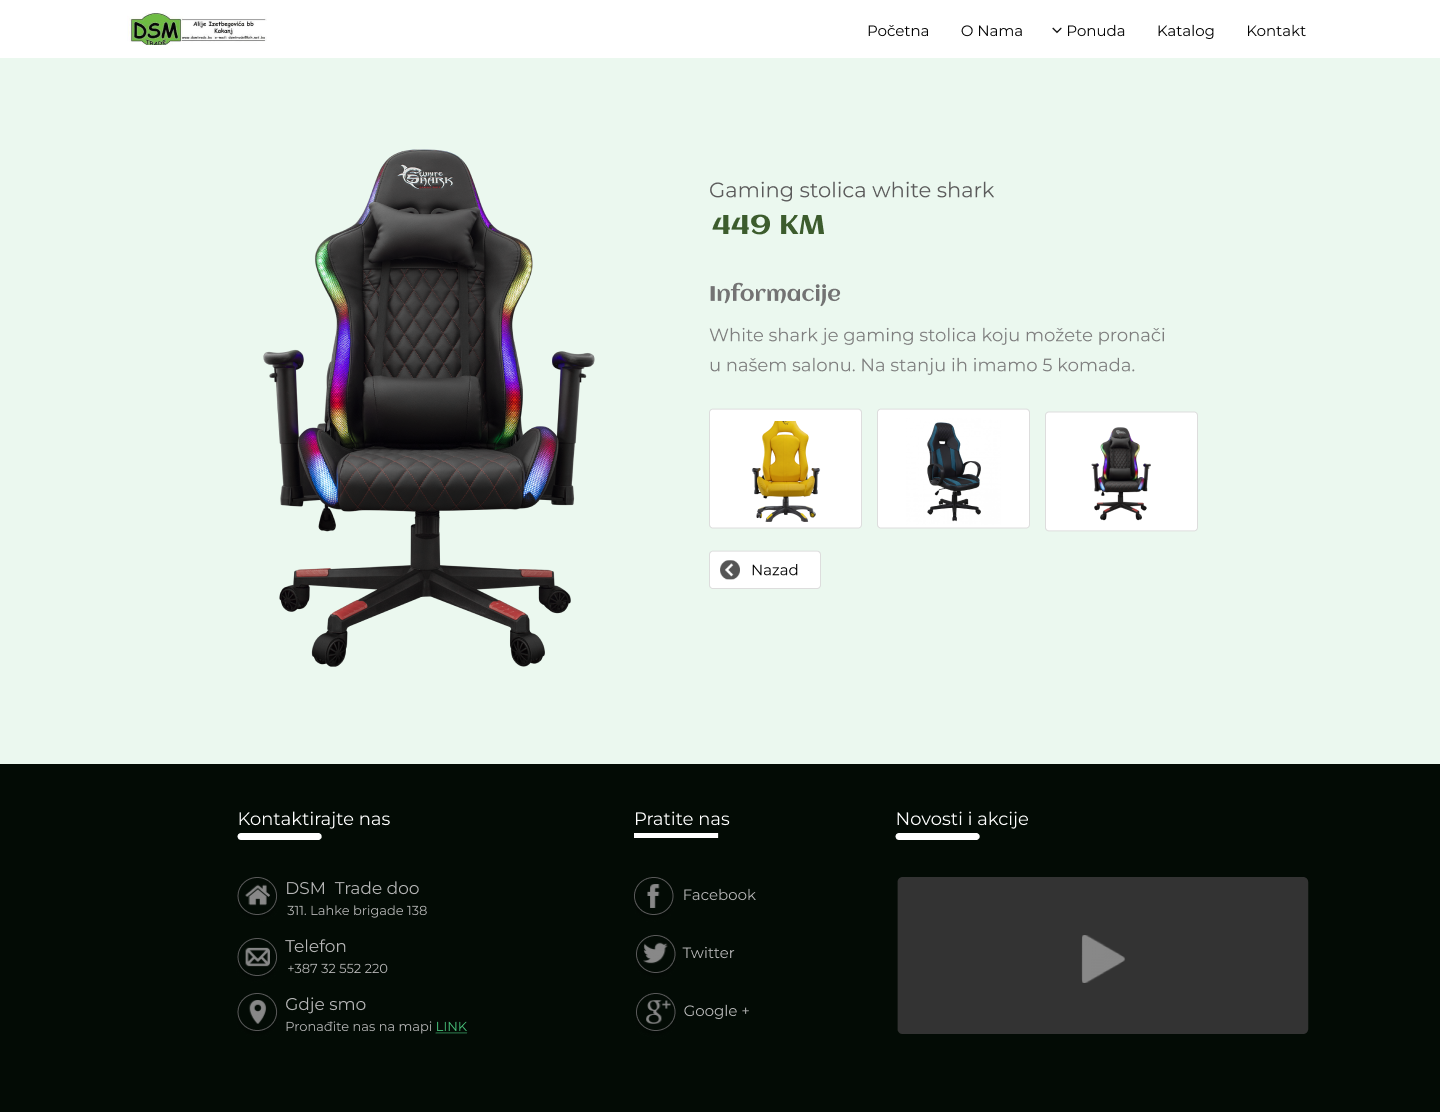 DSM
TRADE
Alije Izetbegovića bb
Kakanj
Početna
O Nama
Ponuda
Katalog
Kontakt
WHITE
SHARK
Gaming stolica white shark
449 KM
Informacije
White shark je gaming stolica koju možete pronači
u našem salonu. Na stanju ih imamo 5 komada.
Nazad
Kontaktirajte nas
DSM Trade doo
311. Lahke brigade 138
Telefon
+387 32 552 220
Gdje smo
Pronađite nas na mapi LINK
Pratite nas
Facebook
Twitter
Google +
Novosti i akcije